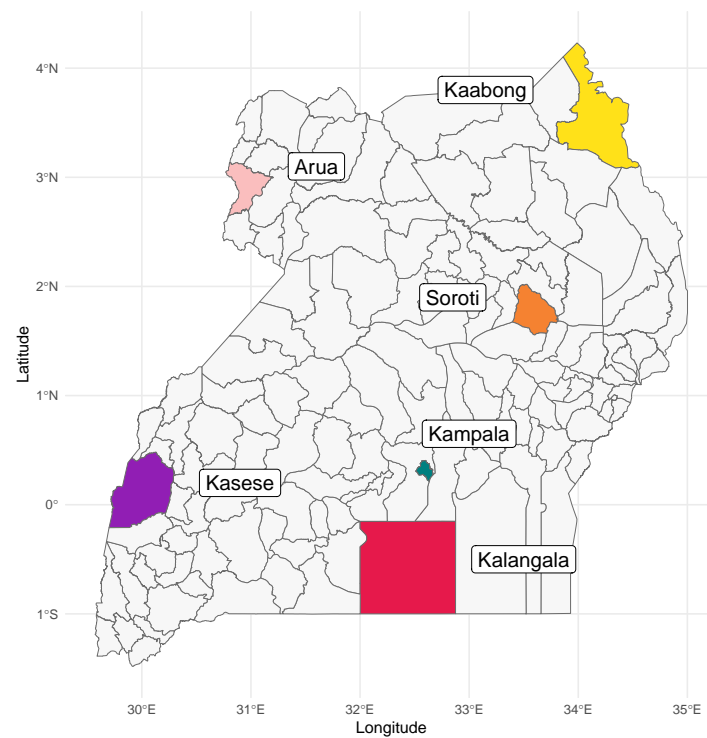 4°N
Kaabong
3°N
Arua
2°N
Soroti
Latitude
1°N
Kampala
Kasese
0°
Kalangala
1°S
30°E 31°E 32°E 33°E 34°E 35°E
Longitude